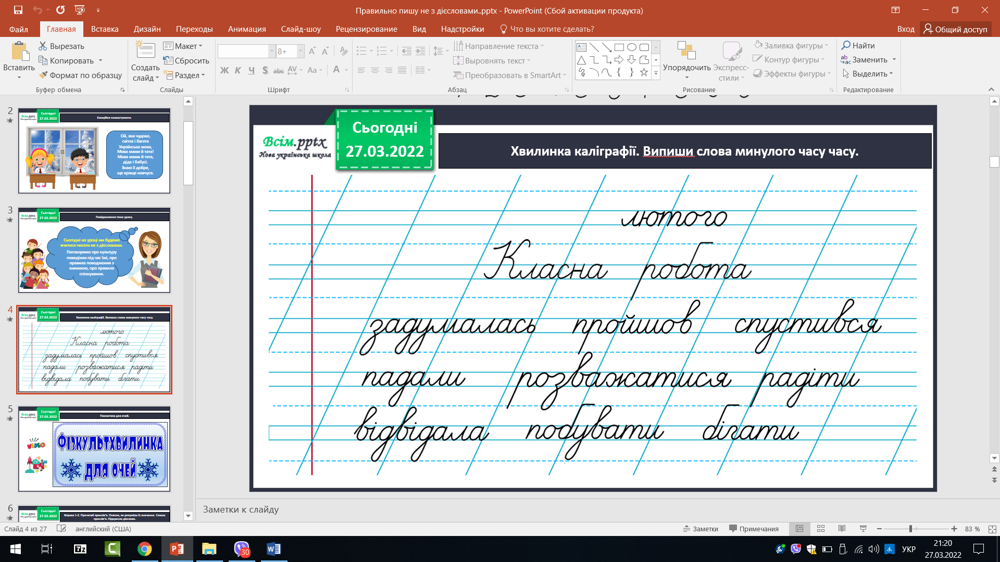 Правильно пишу не з дієсловами..pptx - PowerPoint (Сбой активации продукта)
Файл Главная Вставка Дизайн Переходы Анимация Слайд-шоу Рецензирование Вид Надстройки Что вы хотите сделать? Вход Общий доступ
Вставить
Вырезать
Копировать
Формат по образцу
Буфер обмена
Создать слайд
Макет
Сбросить
Раздел
Слайды
8+
Ж К Ч S abc AV Aa A
Шрифт
Направление текста
Выровнять текст
Преобразовать в SmartArt
Абзац
Упорядочить
Экспресс-стили
Заливка фигуры
Контур фигуры
Эффекты фигуры
Рисование
Найти
Заменить
Выделить
Редактирование
2
Всім.pptx
Сьогодні
27.03.2022
Емоційне налаштування.
Ой, яка чудова,
світла і багата
Українська мова,
Мова мами й тата!
Мова мами й тата,
діда і бабусі.
Знаю її добре,
ще краще навчуся.
3
Всім.pptx
Сьогодні
27.03.2022
Повідомлення теми уроку.
Сьогодні на уроці ми будемо
вчитися писати не з дієсловами.
Поговоримо про культуру
поведінки під час їжі, про
правила поводження з
книжкою, про правила
спілкування.
4
Всім.pptx
Сьогодні
27.03.2022
Хвилинка каліграфії. Випиши слова минулого часу часу.
лютого
Класна робота
задумалась пройшов спустився
падали розважатися радіти
відвідала побувати бігати
5
Всім.pptx
Сьогодні
27.03.2022
Гімнастика для очей.
VIDEO
ФІЗКУЛЬТХВИЛИНКА
ДЛЯ ОЧЕЙ
6
Всім.pptx
Сьогодні
27.03.2022
Вправа 1-2. Прочитай прислів'я. Поясни, як розумієш їх значення. Спиши
прислів'я. Підкресли дієслова.
Всім.pptx
Нова українська школа
Сьогодні
27.03.2022
Хвилинка каліграфії. Випиши слова минулого часу часу.
лютого
Класна робота
задумалась пройшов спустився
падали розважатися радіти
відвідала побувати бігати
Заметки к слайду
Слайд 4 из 27 английский (США) Заметки Примечания 83 %
7z
30
УКР
21:20
27.03.2022